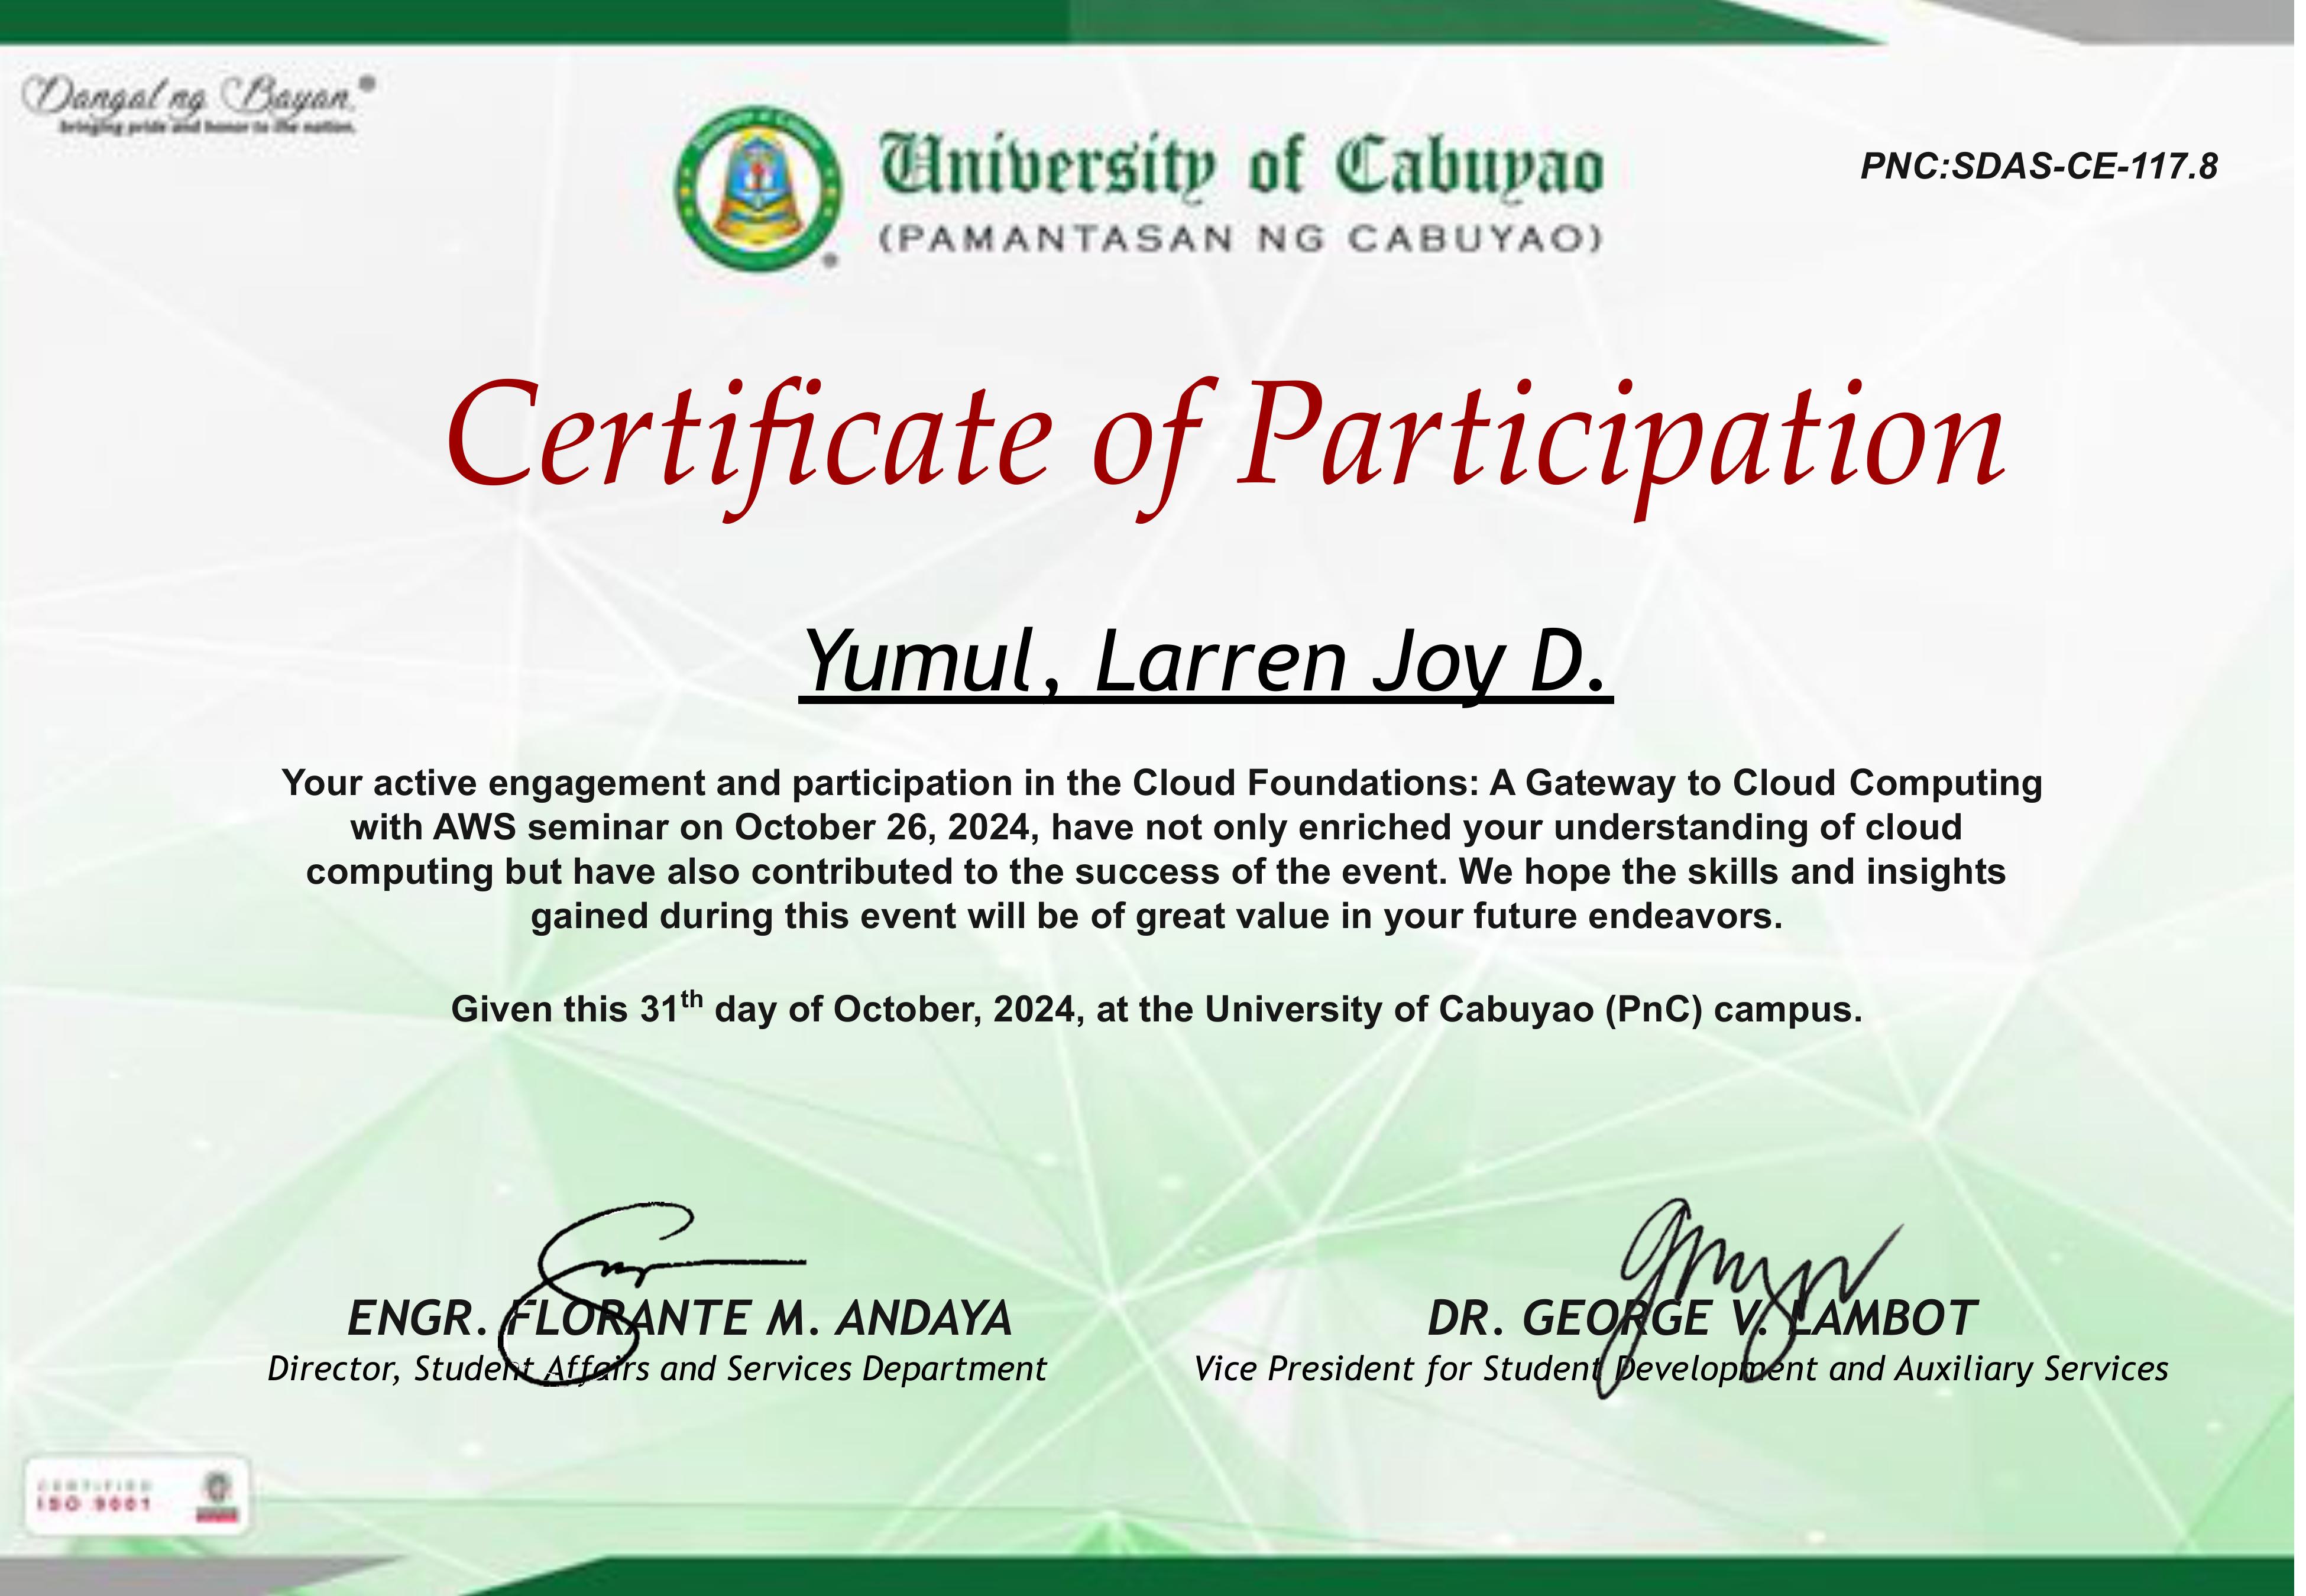 Dangal ng Bayan.
bringing pride and honor to the nation.
University of Cabuyao
(PAMANTASAN NG CABUYAO)
PNC:SDAS-CE-117.8
Certificate of Participation
Yumul, Larren Joy D.
Your active engagement and participation in the Cloud Foundations: A Gateway to Cloud Computing
with AWS seminar on October 26, 2024, have not only enriched your understanding of cloud
computing but have also contributed to the success of the event. We hope the skills and insights
gained during this event will be of great value in your future endeavors.
Given this 31th day of October, 2024, at the University of Cabuyao (PnC) campus.
ENGR. FLORANTE M. ANDAYA
Director, Student Affairs and Services Department
DR. GEORGE V. LAMBOT
Vice President for Student Development and Auxiliary Services
CERTIFIED
ISO 9001